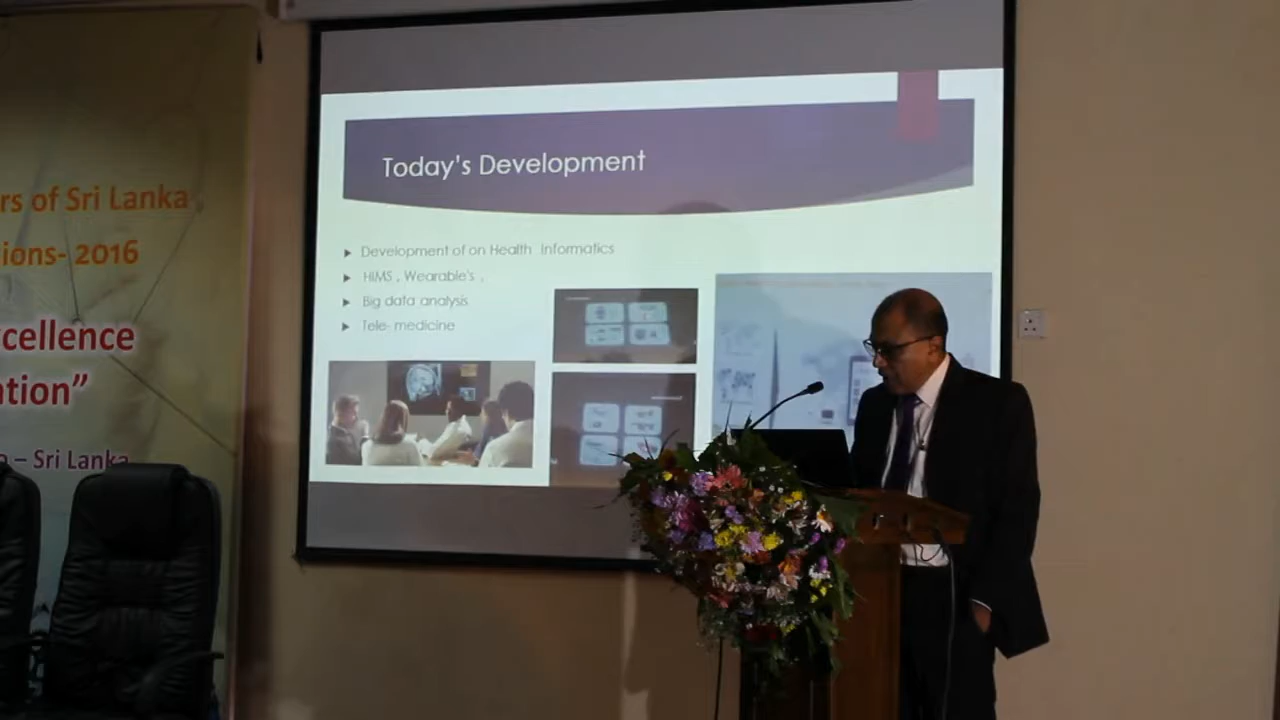 rs of Sri Lanka
ions- 2016
cellence
ation”
– Sri Lanka
Today's Development
Development of on Health Informatics
HIMS , Wearable's ,
Big data analysis
Tele- medicine